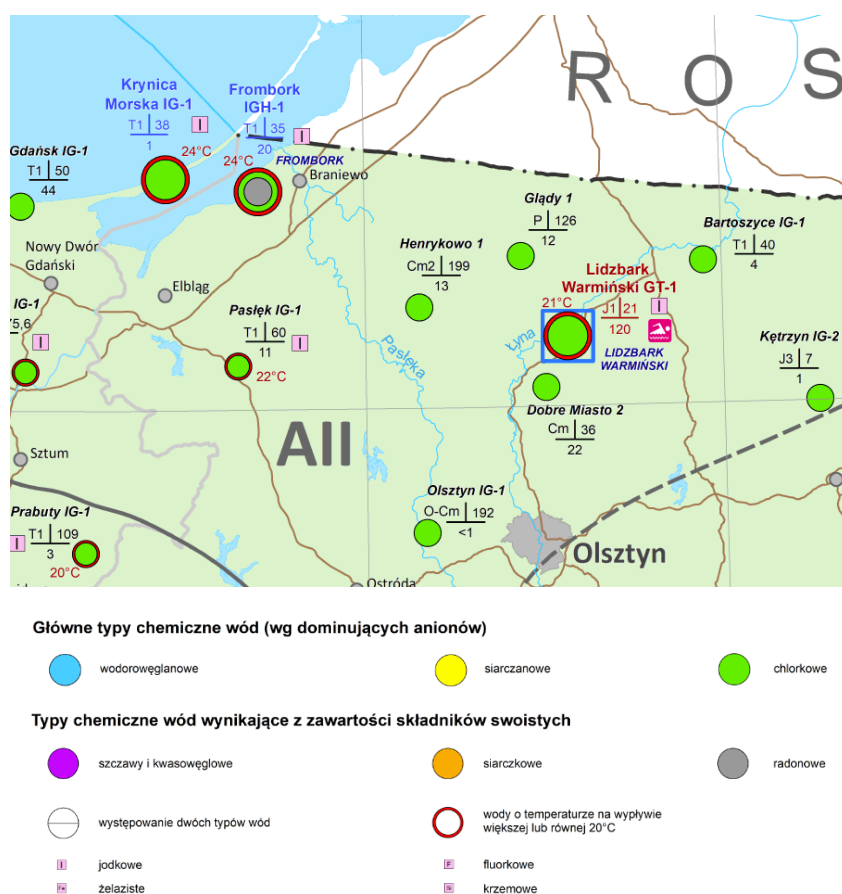 R O S
Krynica
Morska IG-1
T1 38
1
I
24°C
Frombork
IGH-1
T1 35
20
I
24°C
FROMBORK
Braniewo
Gdańsk IG-1
T1 50
44
Nowy Dwór
Gdański
Elbląg
IG-1
75,6
I
Pasłęk IG-1
T1 60
11
I
22°C
Henrykowo 1
Cm2 199
13
Glądy 1
P 126
12
Bartoszyce IG-1
T1 40
4
Lidzbark
Warmiński GT-1
21°C
J1 21
120
I
LIDZBARK
WARMIŃSKI
Łyna
Pasłęka
Kętrzyn IG-2
J3 7
1
Dobre Miasto 2
Cm 36
22
AII
Sztum
Prabuty IG-1
I
T1 109
3
20°C
Olsztyn IG-1
O-Cm 192
<1
Olsztyn
Ostróda
Główne typy chemiczne wód (wg dominujących anionów)
wodorowęglanowe siarczanowe chlorkowe
Typy chemiczne wód wynikające z zawartości składników swoistych
szczawy i kwasowęglowe siarczkowe radonowe
występowanie dwóch typów wód
wody o temperaturze na wypływie
większej lub równej 20°C
I jodkowe F fluorkowe
Fe żelaziste Si krzemowe